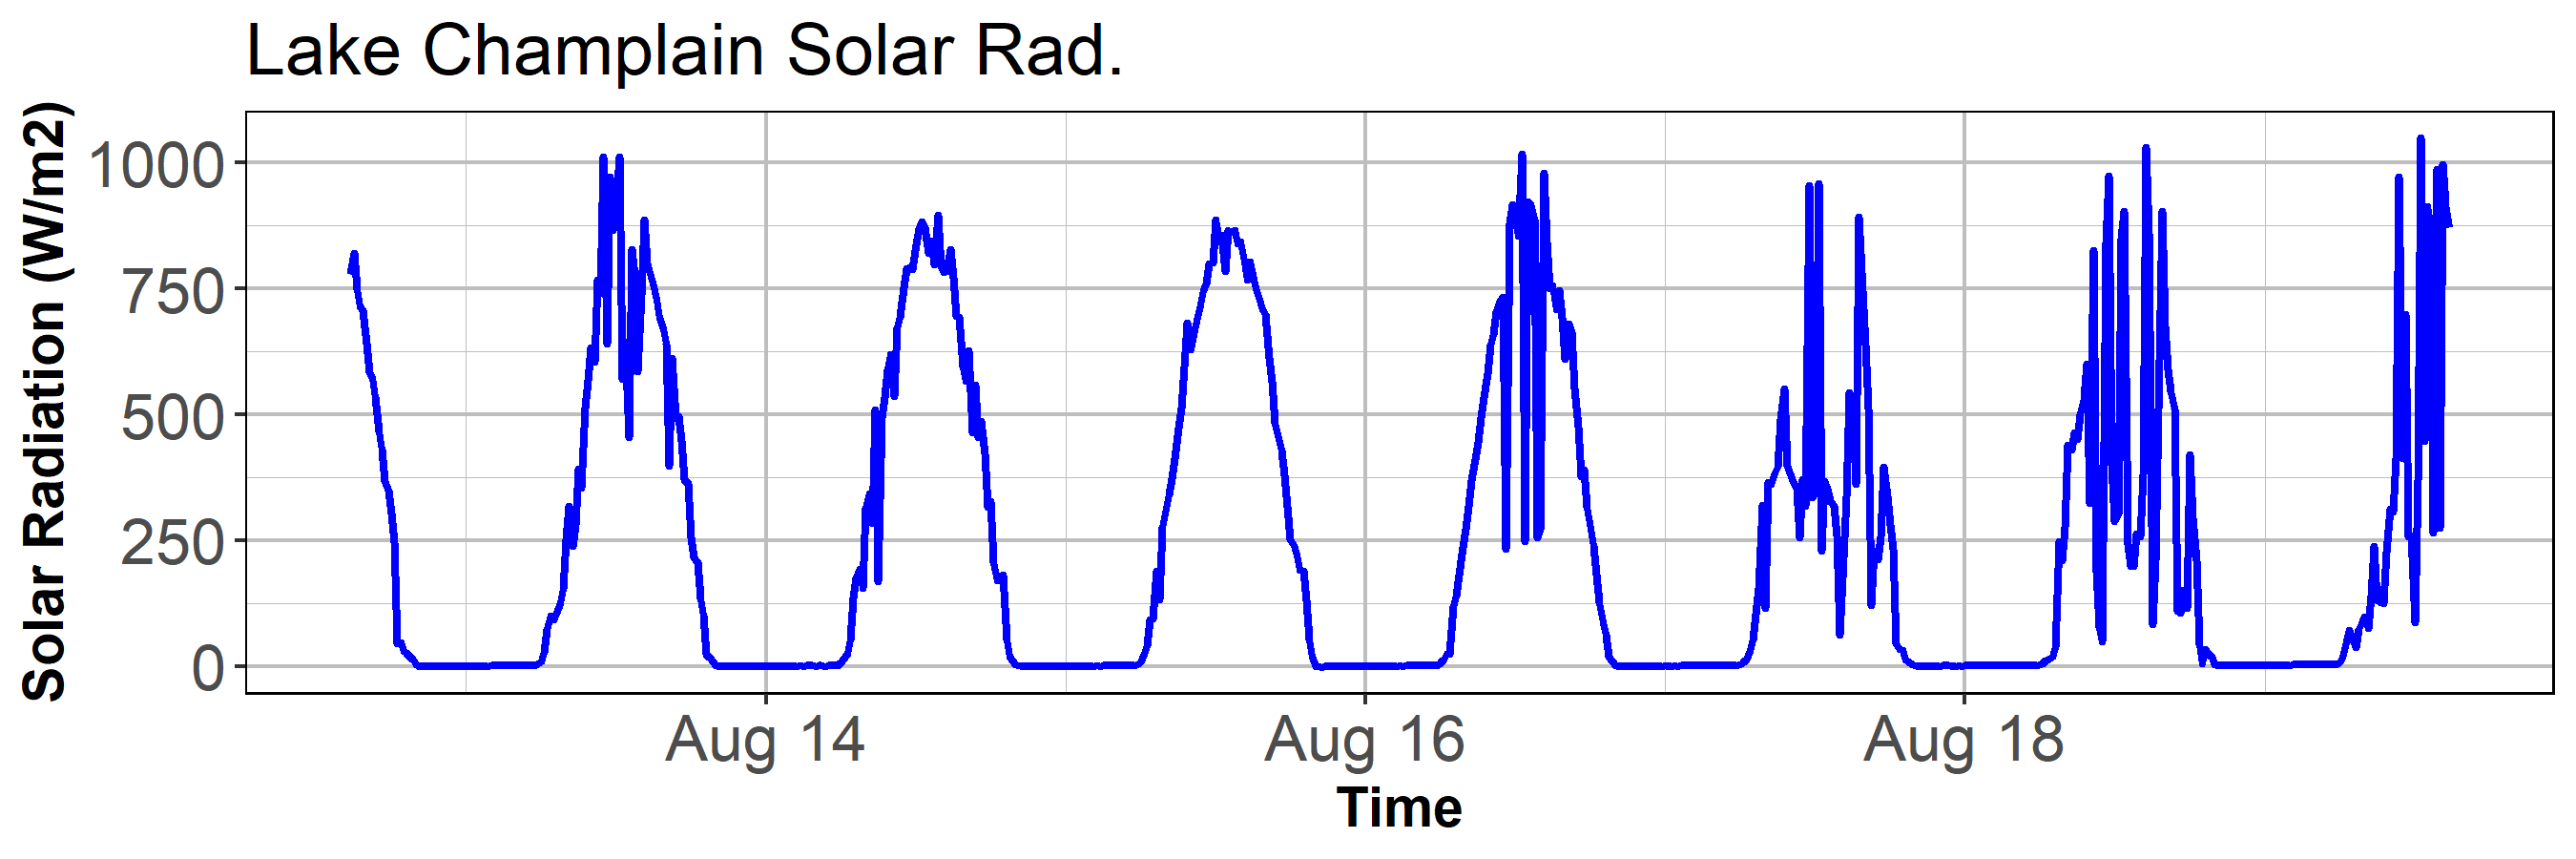 Lake Champlain Solar Rad.
Solar Radiation (W/m2)
1000
750
500
250
0
Aug 14 Aug 16 Aug 18
Time